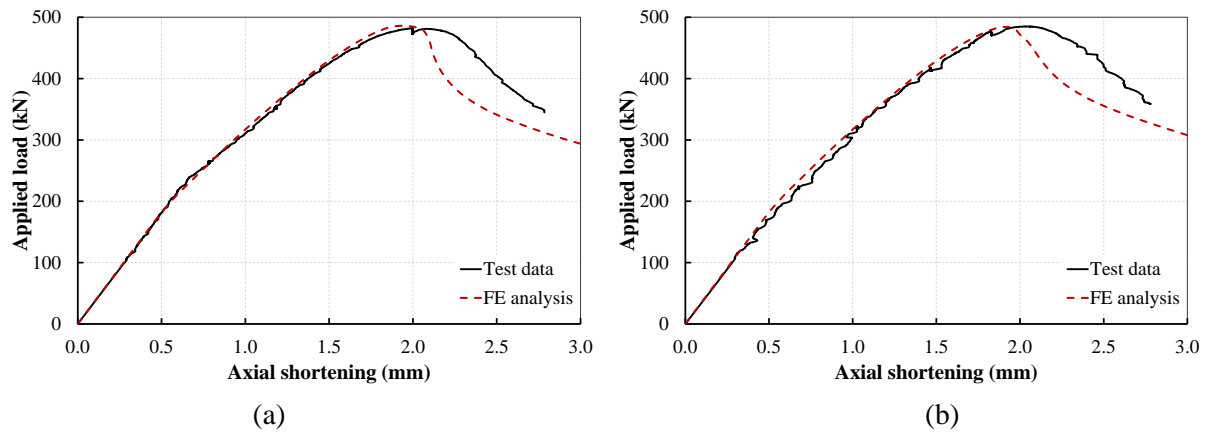 500
400
300
200
100
0
Applied load (kN)
Test data
FE analysis
0.0 0.5 1.0 1.5 2.0 2.5 3.0
Axial shortening (mm)
(a)
500
400
300
200
100
0
Applied load (kN)
Test data
FE analysis
0.0 0.5 1.0 1.5 2.0 2.5 3.0
Axial shortening (mm)
(b)